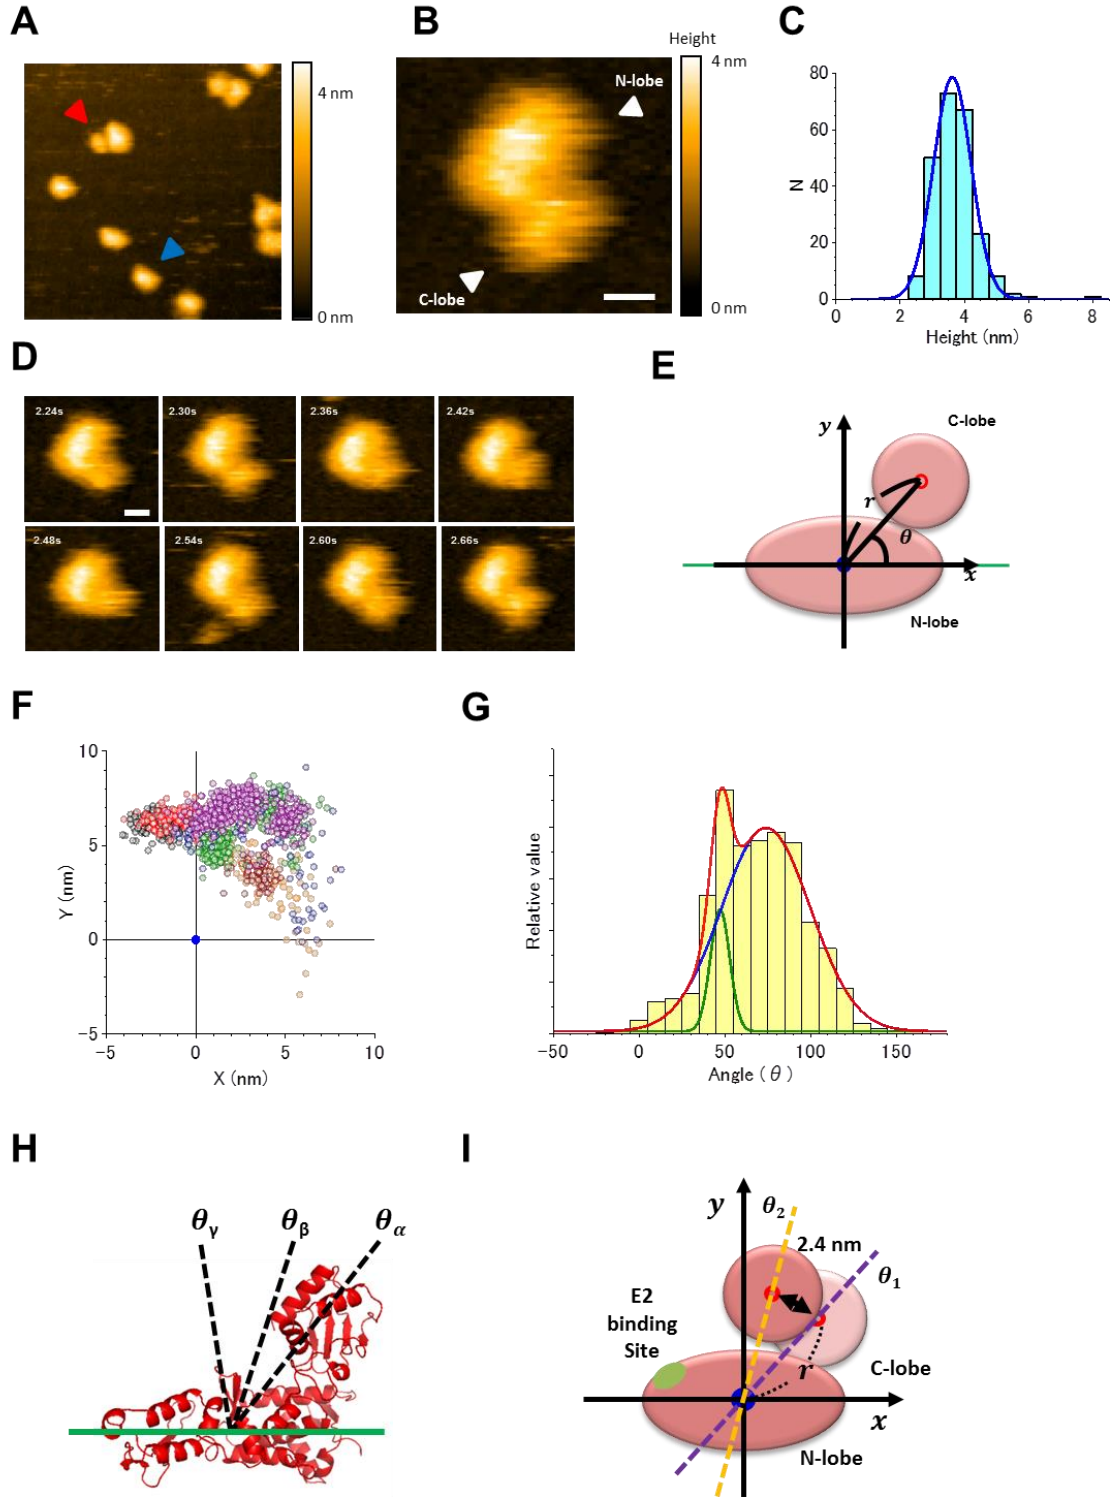 A
4 nm
0 nm
B
Height
4 nm
0 nm
N-lobe
C-lobe
C
80
60
40
20
0
N
0 2 4 6 8
Height (nm)
D
2.24s
2.30s
2.36s
2.42s
2.48s
2.54s
2.60s
2.66s
E
y
C-lobe
r
θ
x
N-lobe
F
10
5
0
−5
Y (nm)
−5 0 5 10
X (nm)
G
Relative value
−50 0 50 100 150
Angle (θ)
H
θγ
θβ
θα
I
y
θ2
2.4 nm
θ1
E2
binding
Site
r
C-lobe
x
N-lobe